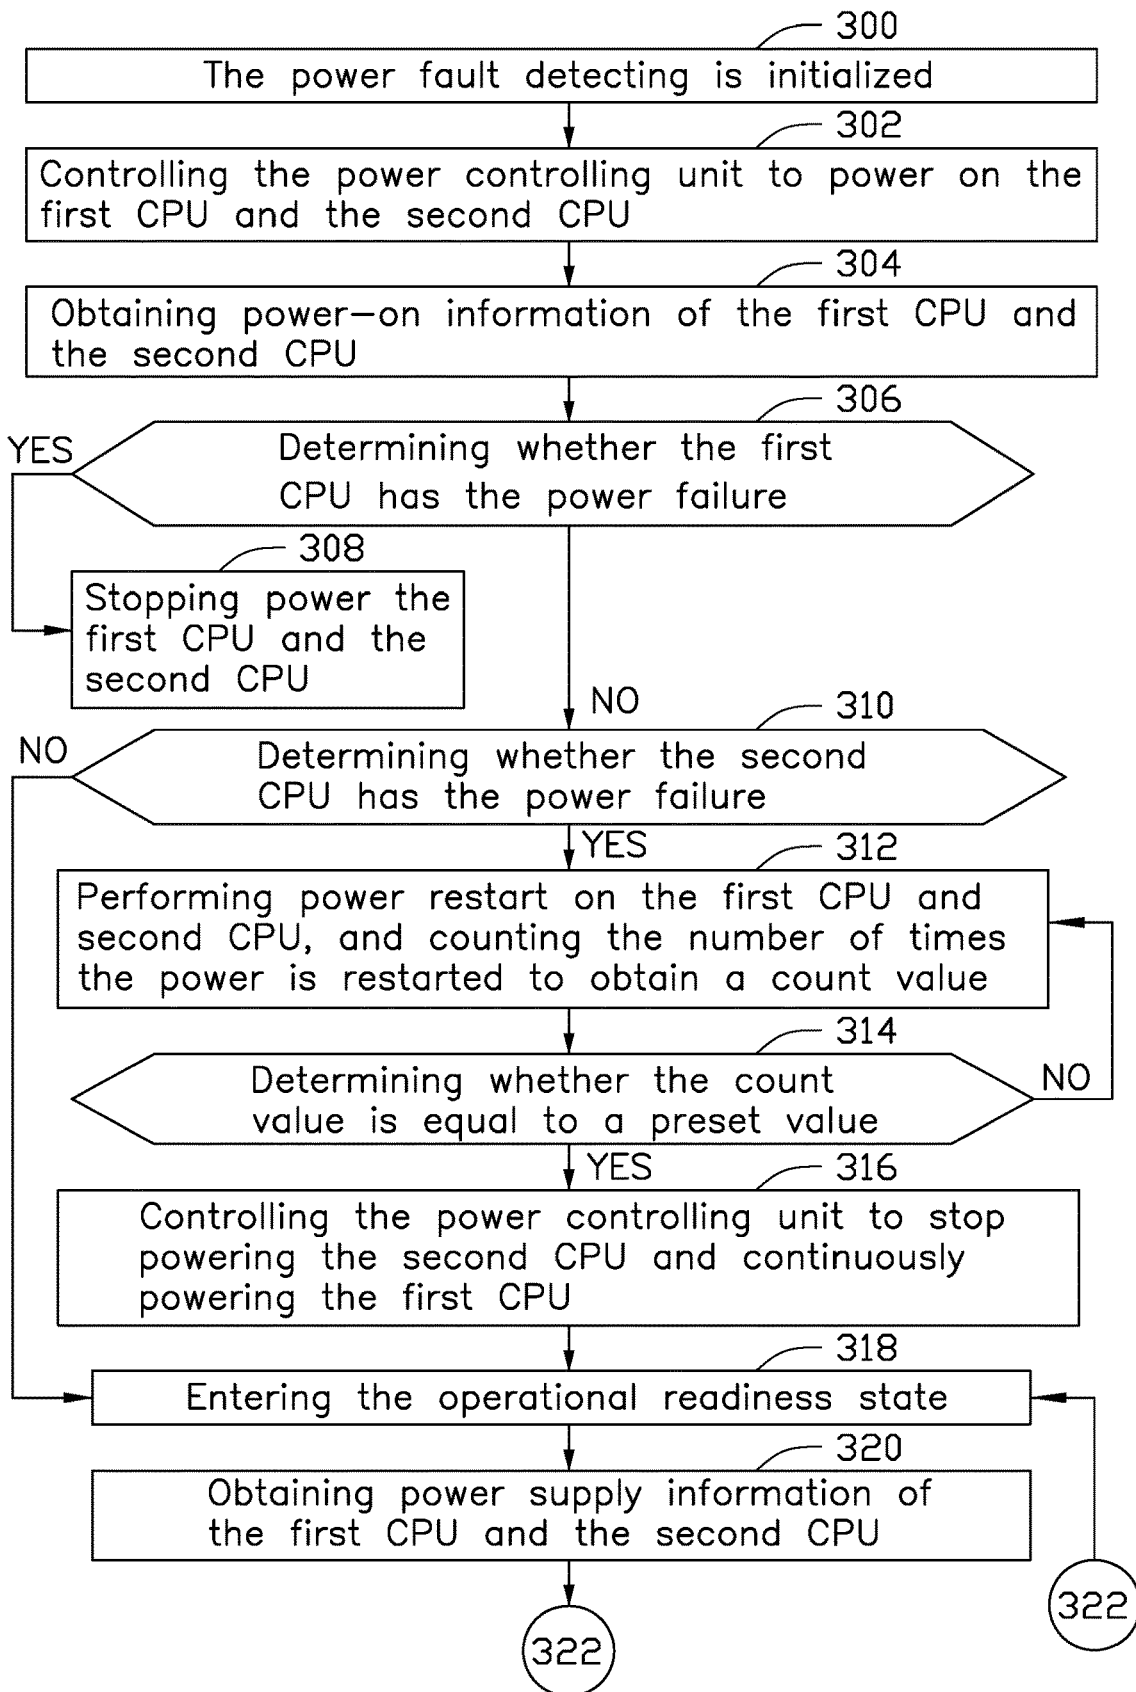 300
The power fault detecting is initialized
302
Controlling the power controlling unit to power on the
first CPU and the second CPU
304
Obtaining power-on information of the first CPU and
the second CPU
306
YES
Determining whether the first
CPU has the power failure
308
Stopping power the
first CPU and the
second CPU
NO
310
NO
Determining whether the second
CPU has the power failure
YES
312
Performing power restart on the first CPU and
second CPU, and counting the number of times
the power is restarted to obtain a count value
314
Determining whether the count
value is equal to a preset value
NO
YES
316
Controlling the power controlling unit to stop
powering the second CPU and continuously
powering the first CPU
318
Entering the operational readiness state
320
Obtaining power supply information of
the first CPU and the second CPU
322
322